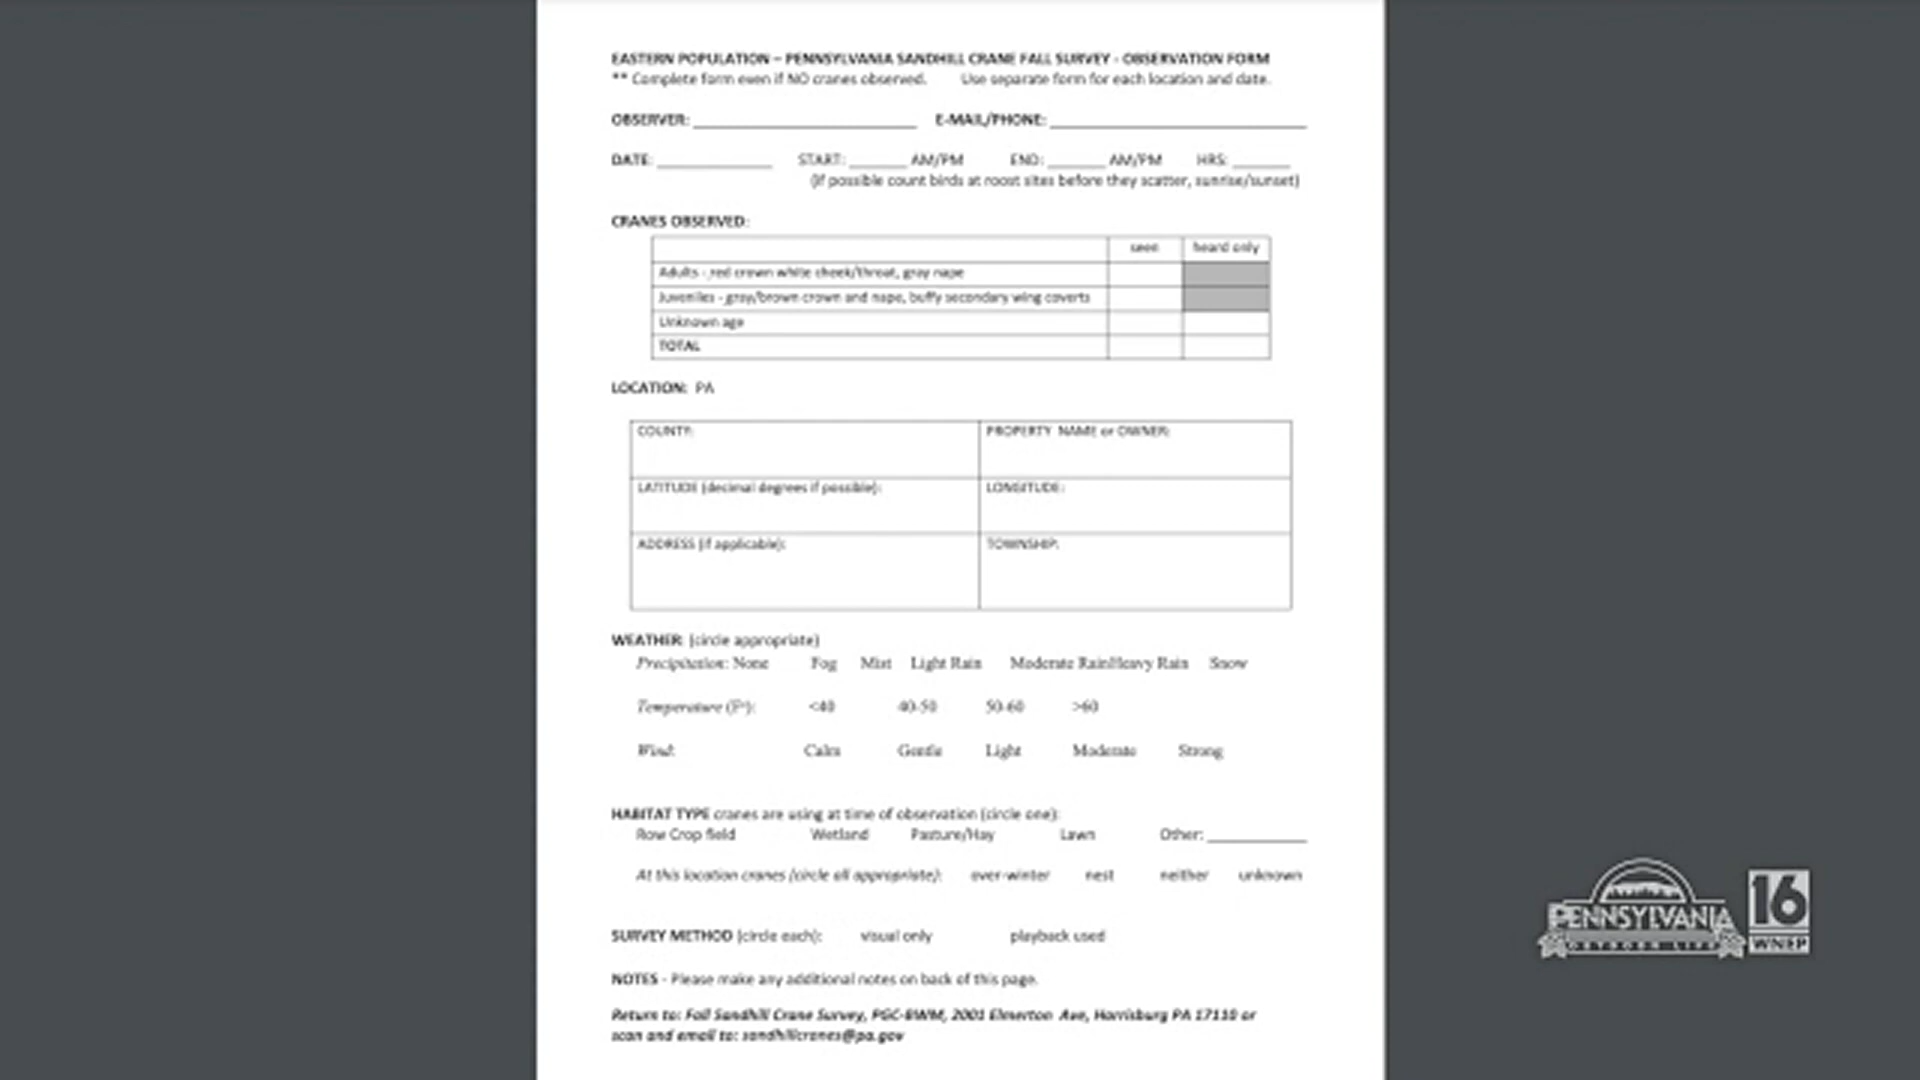 EASTERN POPULATION – PENNSYLVANIA SANDHILL CRANE FALL SURVEY - OBSERVATION FORM
** Complete form even if NO cranes observed. Use separate form for each location and date.
OBSERVER: ____________ E-MAIL/PHONE: ____________
DATE: ____________ START: ______ AM/PM END: ______ AM/PM HRS: ______
(if possible count birds at roost sites before they scatter, sunrise/sunset)
CRANES OBSERVED:
seen heard only
Adults - red crown white cheek/throat, gray nape
Juveniles - gray/brown crown and nape, buffy secondary wing coverts
Unknown age
TOTAL
LOCATION: PA
COUNTY: PROPERTY NAME or OWNER:
LATITUDE (decimal degrees if possible): LONGITUDE:
ADDRESS (if applicable): TOWNSHIP:
WEATHER (circle appropriate)
Precipitation: None Fog Mist Light Rain Moderate RainHeavy Rain Snow
Temperature (F°): <40 40-50 50-60 >60
Wind: Calm Gentle Light Moderate Strong
HABITAT TYPE cranes are using at time of observation (circle one):
Row Crop field Wetland Pasture/Hay Lawn Other: ____________
At this location cranes (circle all appropriate): over-winter nest neither unknown
SURVEY METHOD (circle each): visual only playback used
NOTES - Please make any additional notes on back of this page.
Return to: Fall Sandhill Crane Survey, PGC-BWM, 2001 Elmerton Ave, Harrisburg PA 17110 or
scan and email to: sandhillcranes@pa.gov
PENNSYLVANIA
OUTDOOR LIFE
16
WNEP